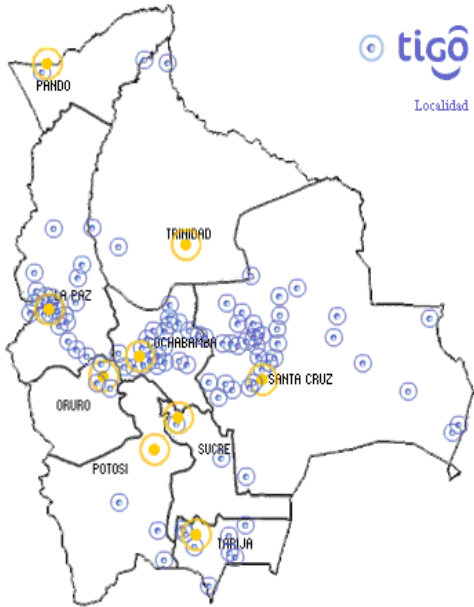 tigo
Localidad
PANDO
TRINIDAD
LA PAZ
COCHABAMBA
SANTA CRUZ
ORURO
SUCRE
POTOSI
TARIJA